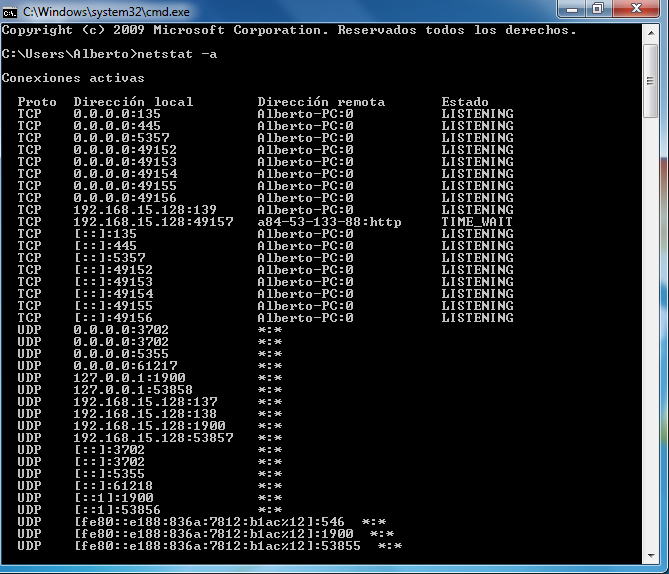 C:\Windows\system32\cmd.exe
Copyright (c) 2009 Microsoft Corporation. Reservados todos los derechos.
C:\Users\Alberto>netstat -a
Conexiones activas
Proto Dirección local Dirección remota Estado
TCP 0.0.0.0:135 Alberto-PC:0 LISTENING
TCP 0.0.0.0:445 Alberto-PC:0 LISTENING
TCP 0.0.0.0:5357 Alberto-PC:0 LISTENING
TCP 0.0.0.0:49152 Alberto-PC:0 LISTENING
TCP 0.0.0.0:49153 Alberto-PC:0 LISTENING
TCP 0.0.0.0:49154 Alberto-PC:0 LISTENING
TCP 0.0.0.0:49155 Alberto-PC:0 LISTENING
TCP 0.0.0.0:49156 Alberto-PC:0 LISTENING
TCP 192.168.15.128:139 Alberto-PC:0 LISTENING
TCP 192.168.15.128:49157 a84-53-133-88:http TIME_WAIT
TCP [::]:135 Alberto-PC:0 LISTENING
TCP [::]:445 Alberto-PC:0 LISTENING
TCP [::]:5357 Alberto-PC:0 LISTENING
TCP [::]:49152 Alberto-PC:0 LISTENING
TCP [::]:49153 Alberto-PC:0 LISTENING
TCP [::]:49154 Alberto-PC:0 LISTENING
TCP [::]:49155 Alberto-PC:0 LISTENING
TCP [::]:49156 Alberto-PC:0 LISTENING
UDP 0.0.0.0:3702 *:*
UDP 0.0.0.0:3702 *:*
UDP 0.0.0.0:5355 *:*
UDP 0.0.0.0:61217 *:*
UDP 127.0.0.1:1900 *:*
UDP 127.0.0.1:53858 *:*
UDP 192.168.15.128:137 *:*
UDP 192.168.15.128:138 *:*
UDP 192.168.15.128:1900 *:*
UDP 192.168.15.128:53857 *:*
UDP [::]:3702 *:*
UDP [::]:3702 *:*
UDP [::]:5355 *:*
UDP [::]:61218 *:*
UDP [::1]:1900 *:*
UDP [::1]:53856 *:*
UDP [fe80::e188:836a:7812:b1ac%12]:546 *:*
UDP [fe80::e188:836a:7812:b1ac%12]:1900 *:*
UDP [fe80::e188:836a:7812:b1ac%12]:53855 *:*